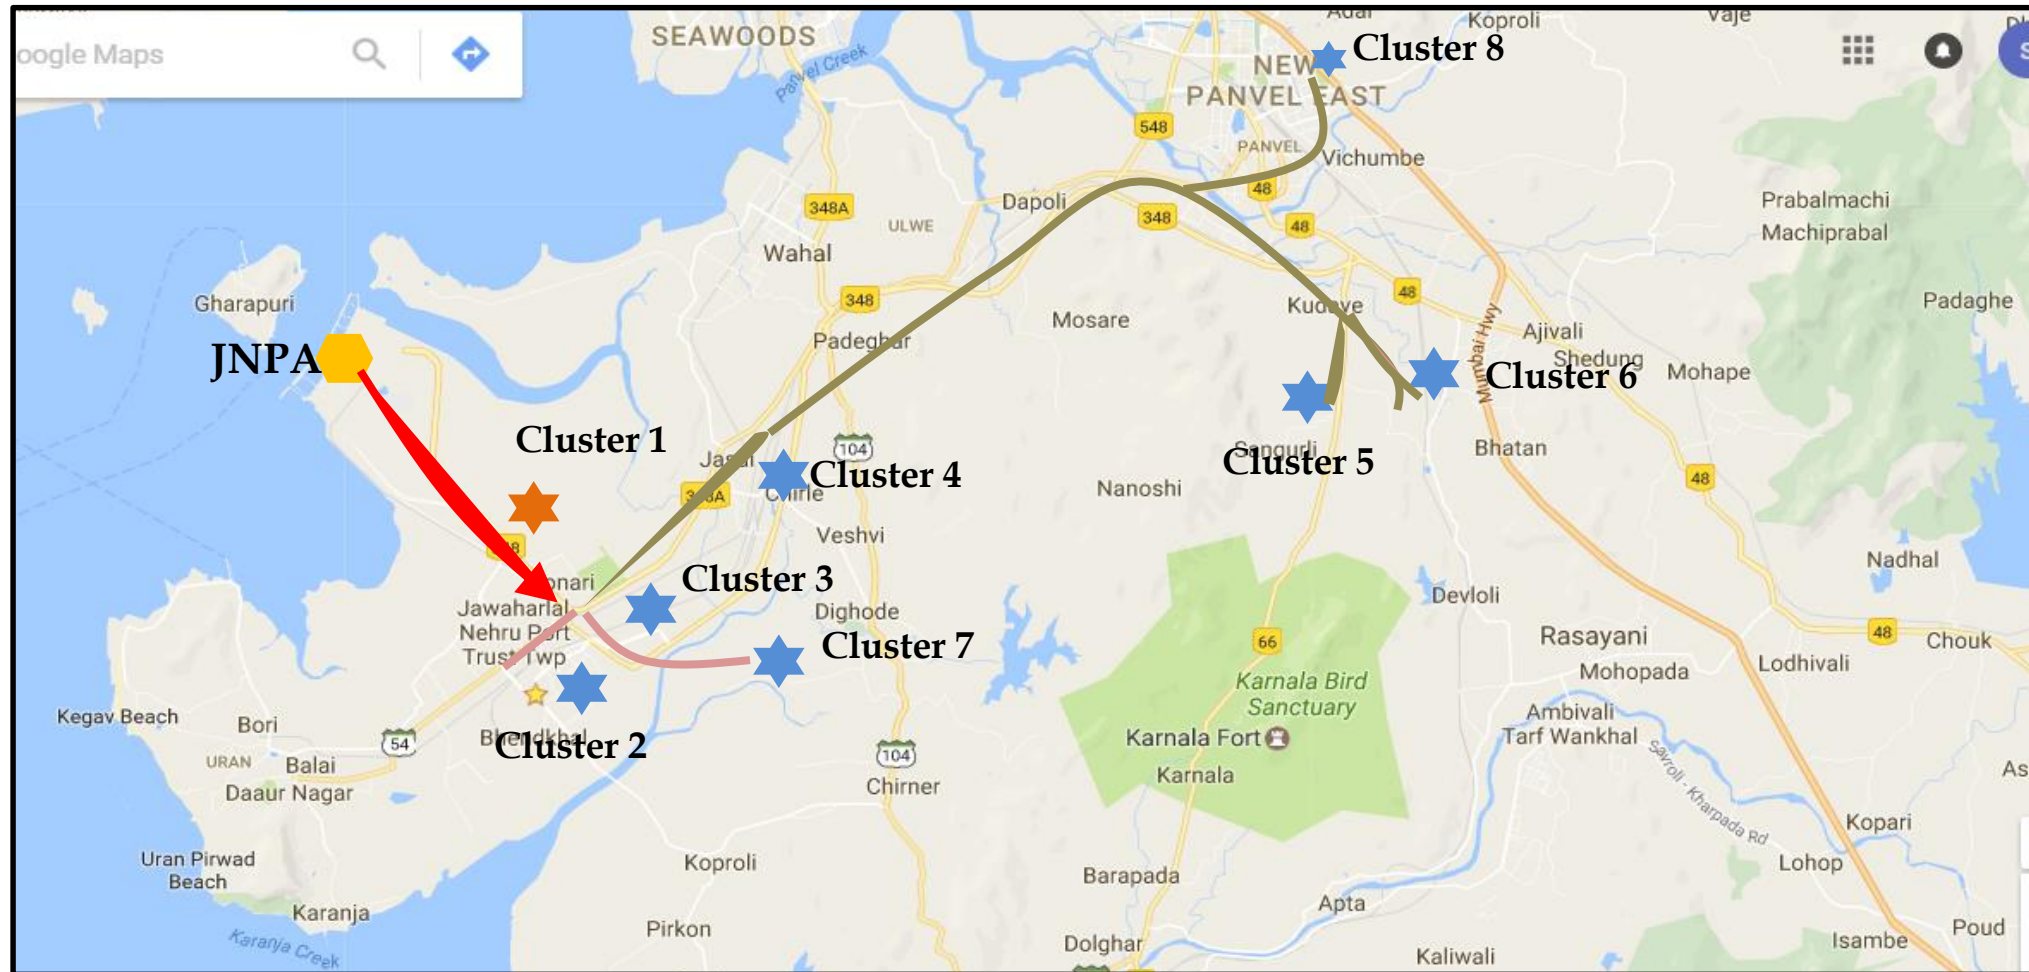 oogle Maps
SEAWOODS
Panvel Creek
Koproli
Vaje
Cluster 8
NEW
PANVEL EAST
548
PANVEL
Vichumbe
48
Dapoli
348A
ULWE
348
48
Prabalmachi
Machiprabal
Wahal
Gharapuri
348
Mosare
48
Padaghe
Ajivali
Padeghar
Shedung
Mohape
Mumbai Hwy
JNPA
Cluster 6
Cluster 1
104
Bhatan
Cluster 5
Cluster 4
48
Nanoshi
Veshvi
Nadhal
Cluster 3
Jawaharlal
Nehru Port
Trust Twp
Dighode
Devloli
66
Rasayani
48
Chouk
Cluster 7
Lodhivali
Mohopada
Karnala Bird
Sanctuary
Kegav Beach
Bori
54
Cluster 2
Ambivali
Tarf Wankhal
Karnala Fort
104
URAN
Balai
Daaur Nagar
Chirner
Karnala
Savroli - Kharpada Rd
As
Kopari
Uran Pirwad
Beach
Koproli
Barapada
Lohop
Karanja
Apta
Pirkon
Karanja Creek
Dolghar
Kaliwali
Isambe
Poud